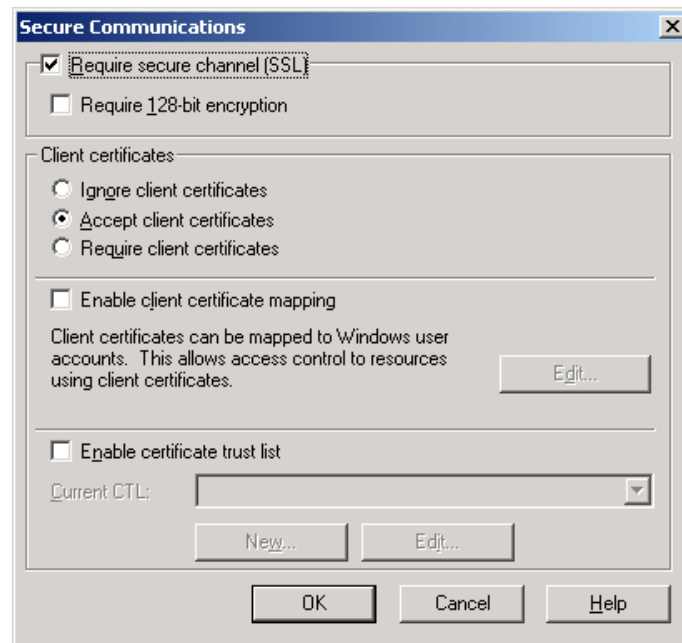 Secure Communications
Require secure channel (SSL)
Require 128-bit encryption
Client certificates
Ignore client certificates
Accept client certificates
Require client certificates
Enable client certificate mapping
Client certificates can be mapped to Windows user
accounts. This allows access control to resources
using client certificates.
Edit...
Enable certificate trust list
Current CTL:
New...
Edit...
OK
Cancel
Help